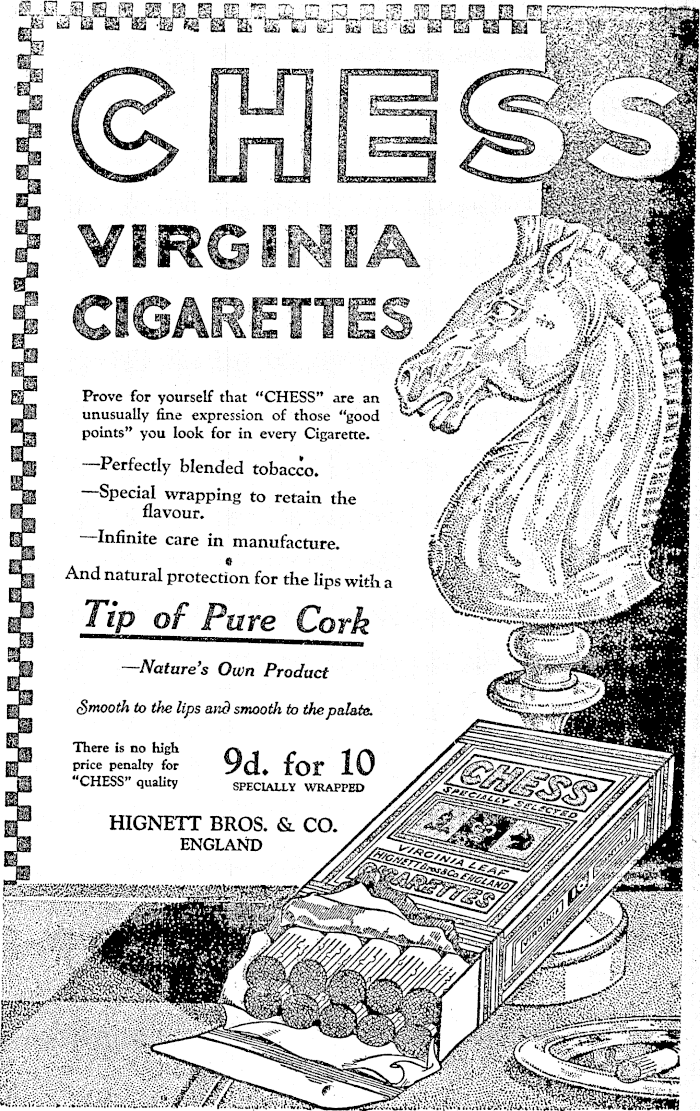 CHESS
VIRGINIA
CIGARETTES
Prove for yourself that "CHESS" are an
unusually fine expression of those "good
points" you look for in every Cigarette.
—Perfectly blended tobacco.
—Special wrapping to retain the
flavour.
—Infinite care in manufacture.
And natural protection for the lips with a
Tip of Pure Cork
—Nature's Own Product
Smooth to the lips and smooth to the palate.
There is no high
price penalty for
"CHESS" quality
9d. for 10
SPECIALLY WRAPPED
HIGNETT BROS. & CO.
ENGLAND
CHESS
SPECIALLY SELECTED
VIRGINIA LEAF
HIGNETT BROS & CO. ENGLAND
CIGARETTES